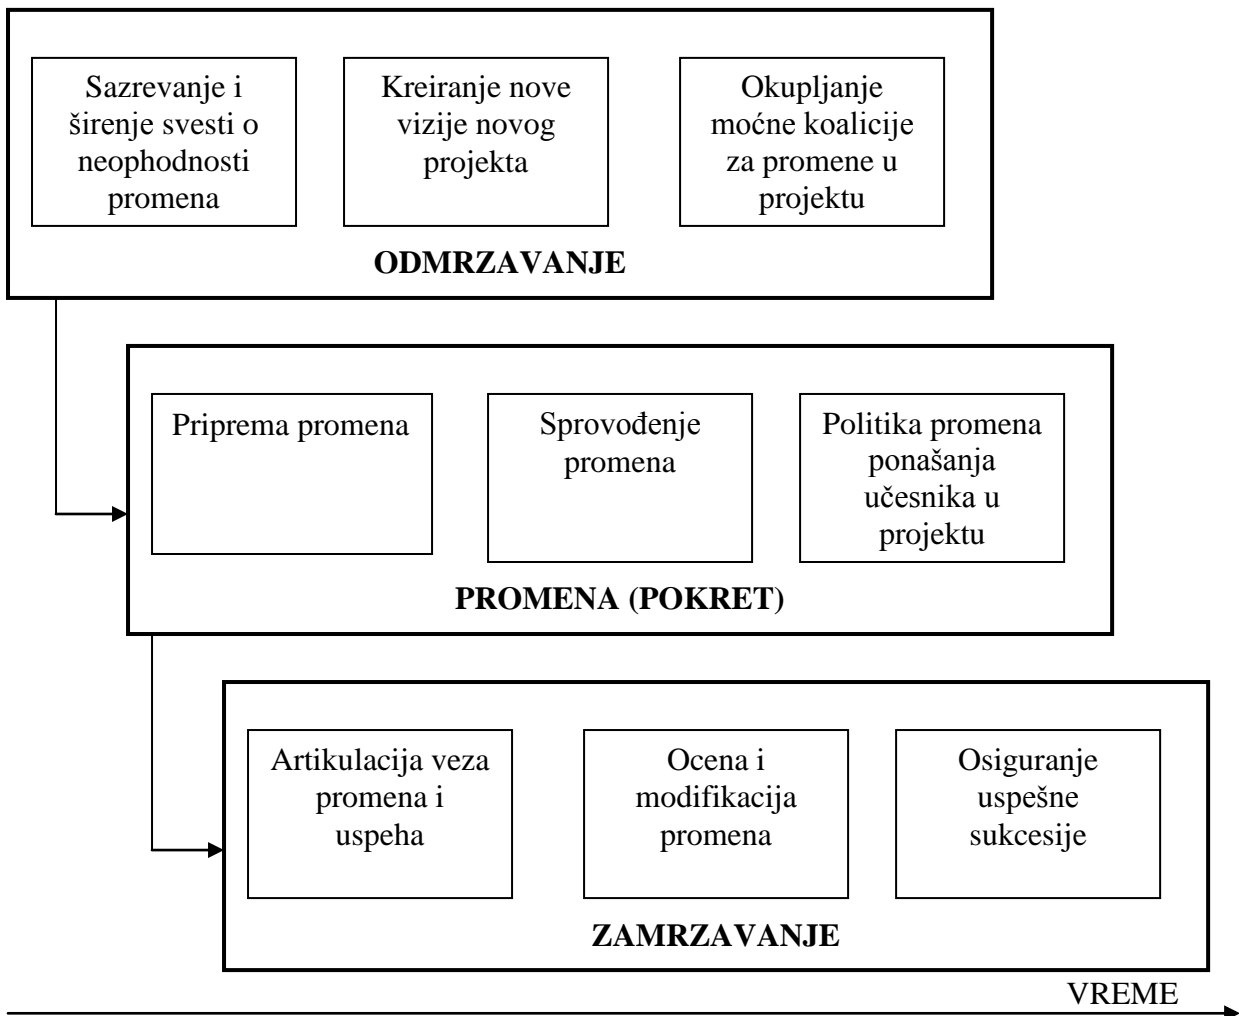 Sazrevanje i
širenje svesti o
neophodnosti
promena
Kreiranje nove
vizije novog
projekta
Okupljanje
moćne koalicije
za promene u
projektu
ODMRZAVANJE
Priprema promena
Sprovođenje
promena
Politika promena
ponašanja
učesnika u
projektu
PROMENA (POKRET)
Artikulacija veza
promena i
uspeha
Ocena i
modifikacija
promena
Osiguranje
uspešne
sukcesije
ZAMRZAVANJE
VREME